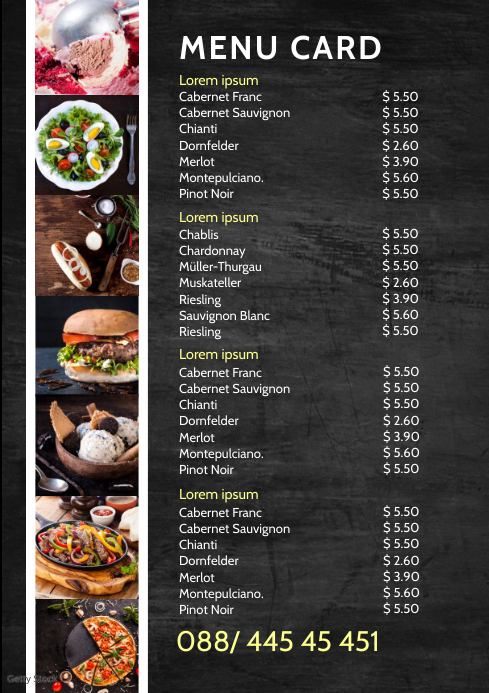 MENU CARD
Lorem ipsum
Cabernet Franc $ 5.50
Cabernet Sauvignon $ 5.50
Chianti $ 5.50
Dornfelder $ 2.60
Merlot $ 3.90
Montepulciano. $ 5.60
Pinot Noir $ 5.50
Lorem ipsum
Chablis $ 5.50
Chardonnay $ 5.50
Müller-Thurgau $ 5.50
Muskateller $ 2.60
Riesling $ 3.90
Sauvignon Blanc $ 5.60
Riesling $ 5.50
Lorem ipsum
Cabernet Franc $ 5.50
Cabernet Sauvignon $ 5.50
Chianti $ 5.50
Dornfelder $ 2.60
Merlot $ 3.90
Montepulciano. $ 5.60
Pinot Noir $ 5.50
Lorem ipsum
Cabernet Franc $ 5.50
Cabernet Sauvignon $ 5.50
Chianti $ 5.50
Dornfelder $ 2.60
Merlot $ 3.90
Montepulciano. $ 5.60
Pinot Noir $ 5.50
088/ 445 45 451
Getty Stock